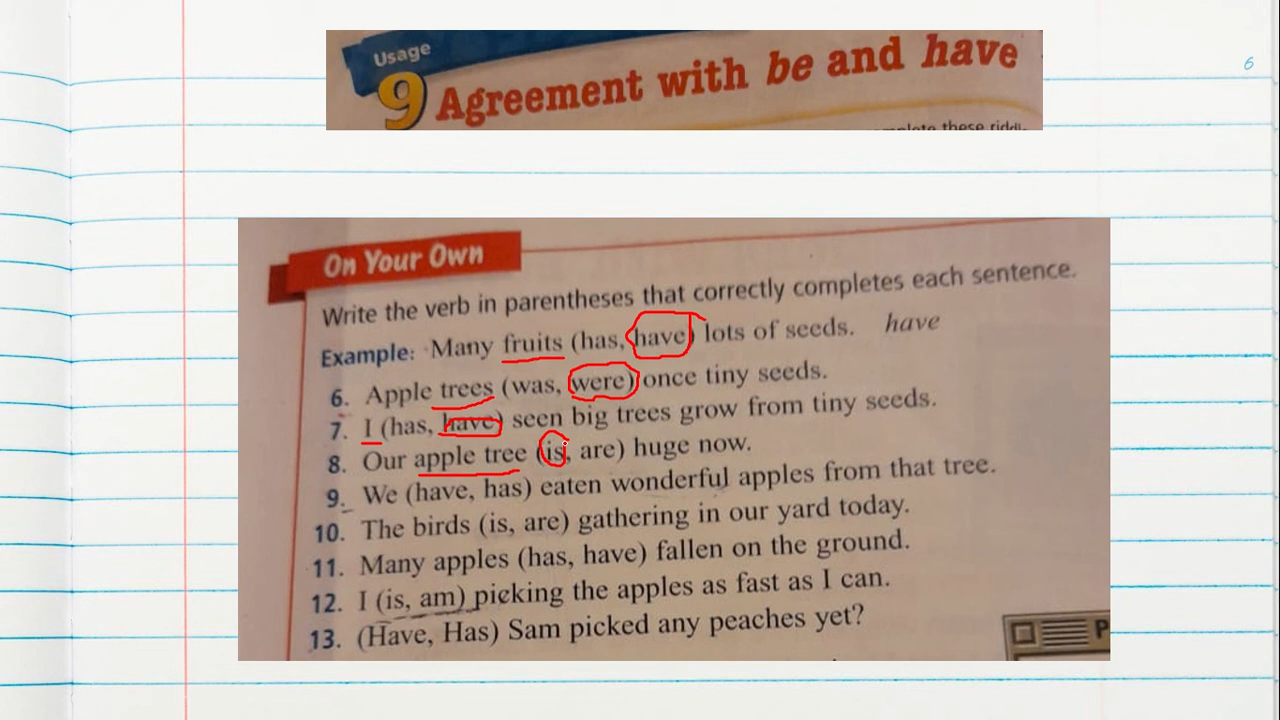 6
Usage
9 Agreement with be and have
On Your Own
Write the verb in parentheses that correctly completes each sentence.
Example: Many fruits (has, have) lots of seeds. have
6. Apple trees (was, were) once tiny seeds.
7. I (has, have) seen big trees grow from tiny seeds.
8. Our apple tree (is, are) huge now.
9. We (have, has) eaten wonderful apples from that tree.
10. The birds (is, are) gathering in our yard today.
11. Many apples (has, have) fallen on the ground.
12. I (is, am) picking the apples as fast as I can.
13. (Have, Has) Sam picked any peaches yet?